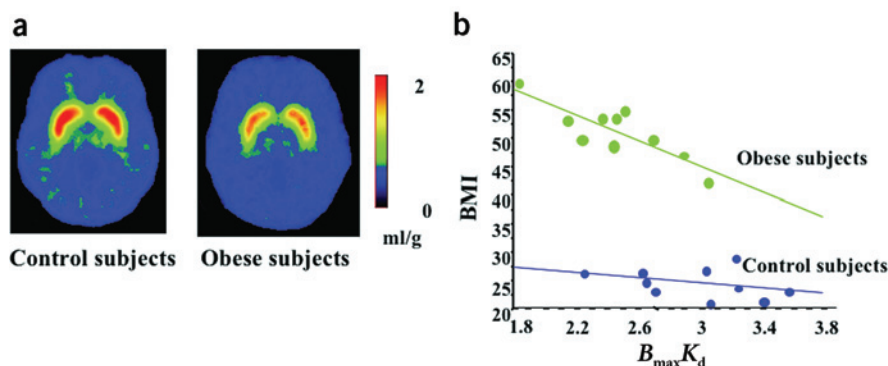 a
2
0
ml/g
Control subjects
Obese subjects
b
65
60
55
50
45
40
35
30
25
20
BMI
Obese subjects
Control subjects
1.8 2.2 2.6 3 3.4 3.8
BmaxKd